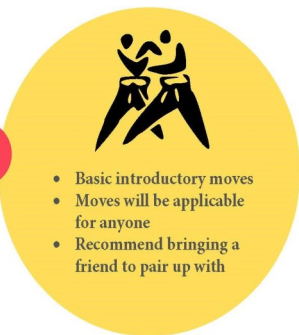 • Basic introductory moves
• Moves will be applicable
for anyone
• Recommend bringing a
friend to pair up with